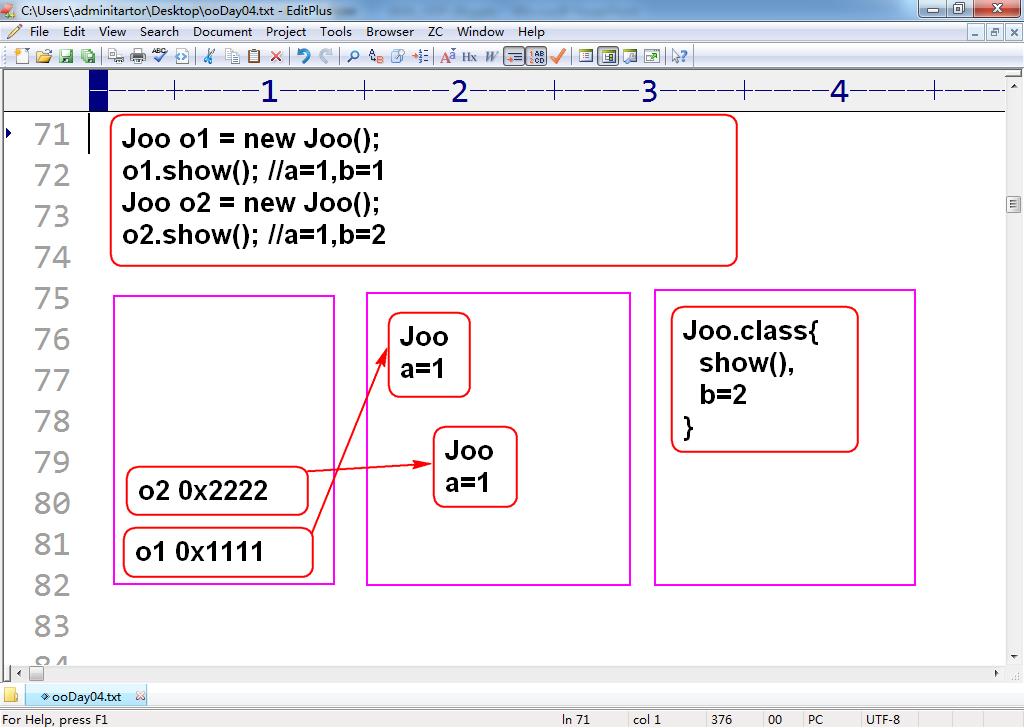 C:\Users\adminitartor\Desktop\ooDay04.txt - EditPlus
File Edit View Search Document Project Tools Browser ZC Window Help
1 2 3 4
71
72
73
74
75
76
77
78
79
80
81
82
83
84
Joo o1 = new Joo();
o1.show(); //a=1,b=1
Joo o2 = new Joo();
o2.show(); //a=1,b=2
Joo
a=1
Joo
a=1
o2 0x2222
o1 0x1111
Joo.class{
show(),
b=2
}
ooDay04.txt
For Help, press F1 ln 71 col 1 376 00 PC UTF-8